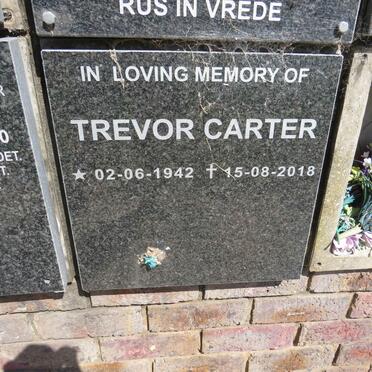 RUS IN VREDE
IN LOVING MEMORY OF
TREVOR CARTER
★ 02-06-1942 ✝ 15-08-2018